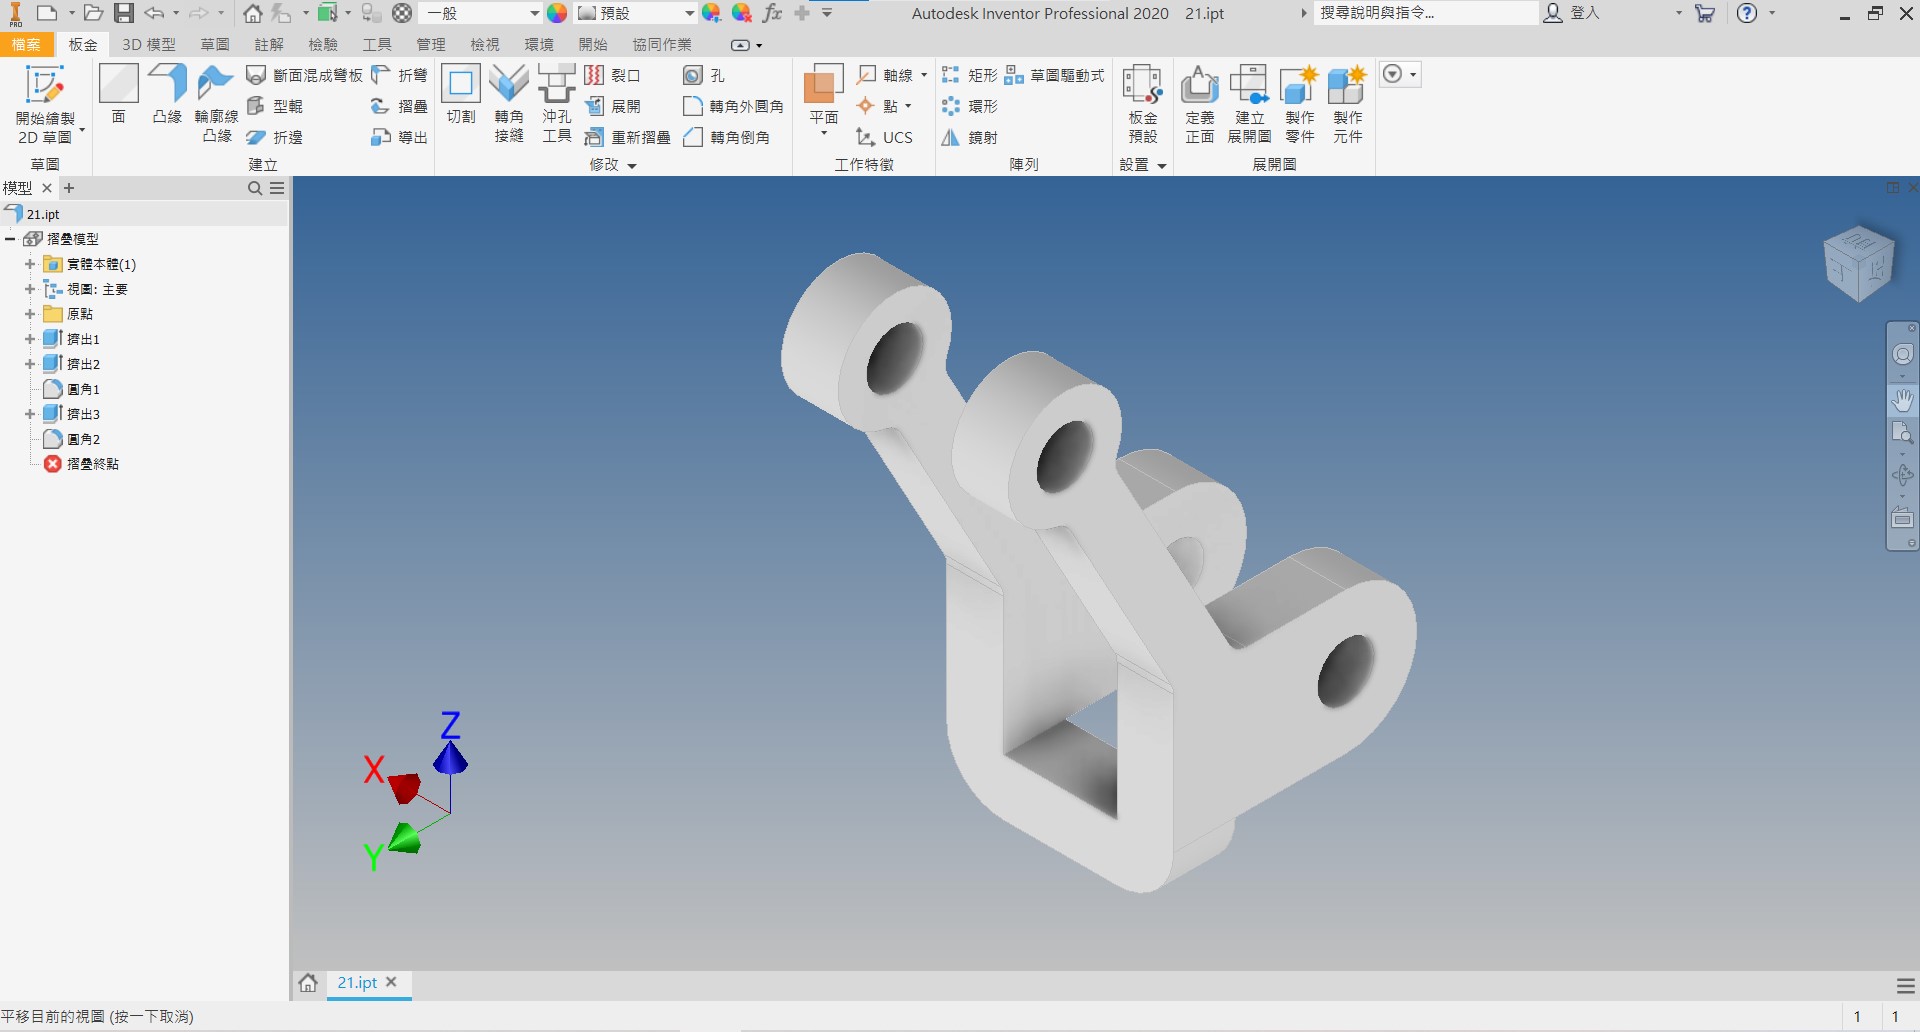 PRO
一般
預設
fx
Autodesk Inventor Professional 2020 21.ipt
搜尋說明與指令...
登入
檔案 板金 3D 模型 草圖 註解 檢驗 工具 管理 檢視 環境 開始 協同作業
開始繪製
2D 草圖
草圖
面
凸緣
輪廓線
凸緣
斷面混成彎板
型輥
折邊
折彎
摺疊
導出
建立
切割
轉角
接縫
沖孔
工具
裂口
展開
重新摺疊
孔
轉角外圓角
轉角倒角
修改
平面
軸線
點
UCS
工作特徵
矩形
環形
鏡射
草圖驅動式
陣列
板金
預設
設置
定義
正面
建立
展開圖
製作
零件
製作
元件
展開圖
模型
21.ipt
摺疊模型
實體本體(1)
視圖: 主要
原點
擠出1
擠出2
圓角1
擠出3
圓角2
摺疊終點
Z
X
Y
21.ipt
平移目前的視圖 (按一下取消)
1 1